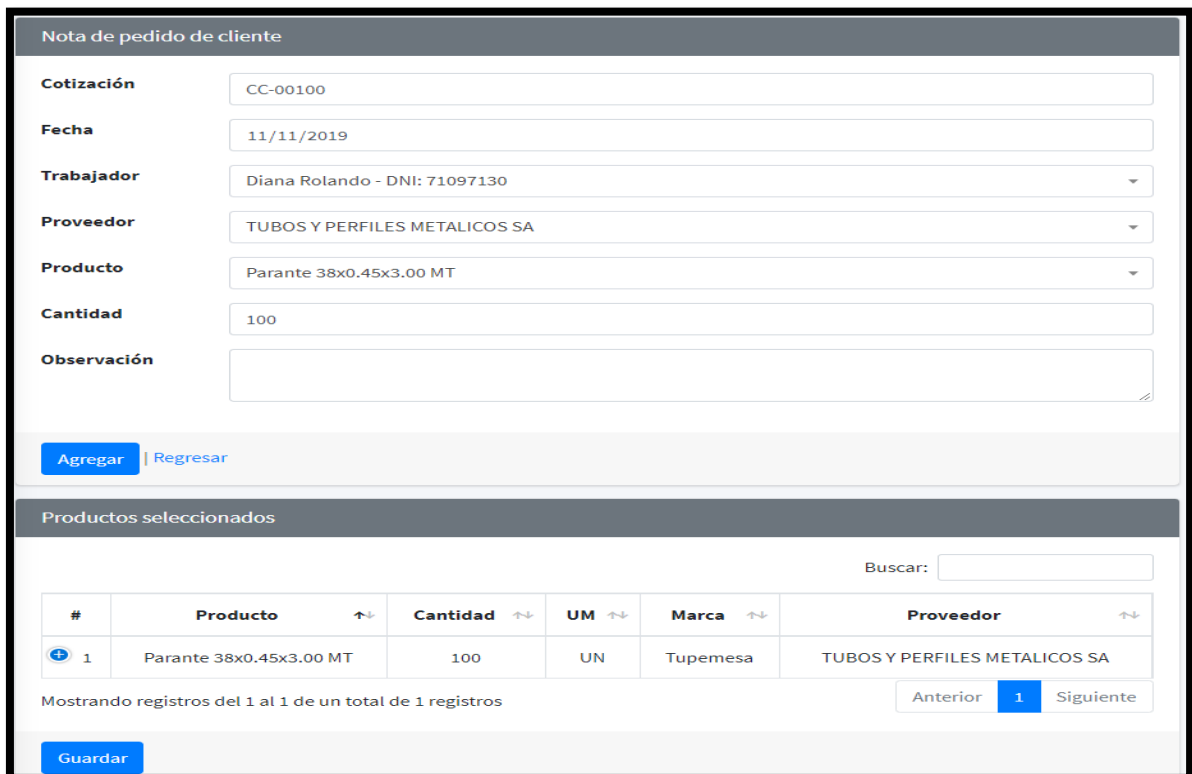 Nota de pedido de cliente
Cotización CC-00100
Fecha 11/11/2019
Trabajador Diana Rolando - DNI: 71097130
Proveedor TUBOS Y PERFILES METALICOS SA
Producto Parante 38x0.45x3.00 MT
Cantidad 100
Observación
Agregar | Regresar
Productos seleccionados
Buscar:
# Producto Cantidad UM Marca Proveedor
1 Parante 38x0.45x3.00 MT 100 UN Tupemesa TUBOS Y PERFILES METALICOS SA
Mostrando registros del 1 al 1 de un total de 1 registros Anterior 1 Siguiente
Guardar